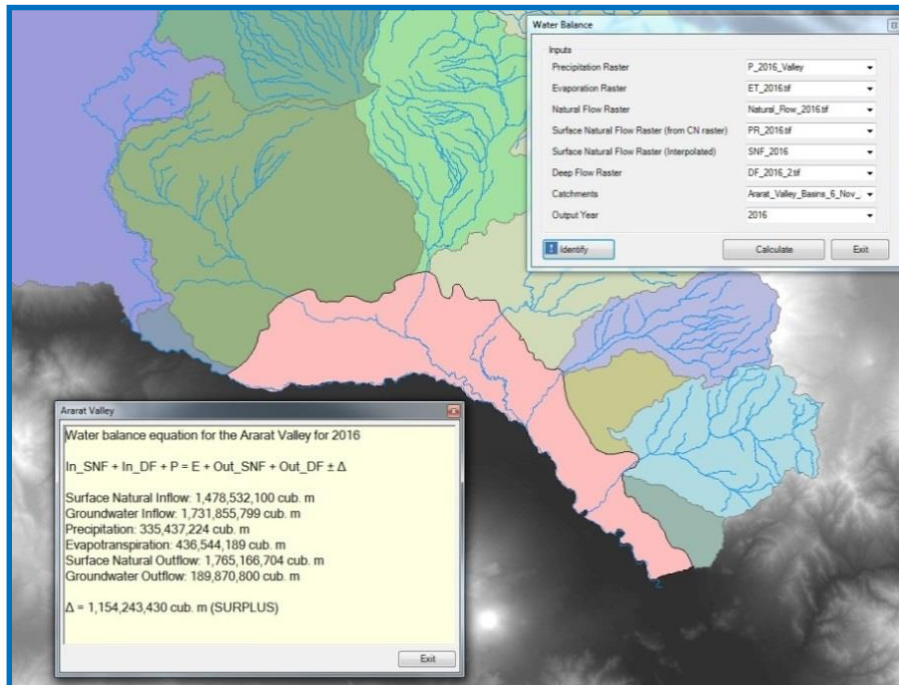 Water Balance
Inputs
Precipitation Raster P_2016_Valley
Evaporation Raster ET_2016.tif
Natural Flow Raster Natural_Flow_2016.tif
Surface Natural Flow Raster (from CN raster) PR_2016.tif
Surface Natural Flow Raster (Interpolated) SNF_2016
Deep Flow Raster DF_2016_2.tif
Catchments Ararat_Valley_Basins_6_Nov_
Output Year 2016
Identify Calculate Exit
Ararat Valley
Water balance equation for the Ararat Valley for 2016
In_SNF + In_DF + P = E + Out_SNF + Out_DF ± Δ
Surface Natural Inflow: 1,478,532,100 cub. m
Groundwater Inflow: 1,731,855,799 cub. m
Precipitation: 335,437,224 cub. m
Evapotranspiration: 436,544,189 cub. m
Surface Natural Outflow: 1,765,166,704 cub. m
Groundwater Outflow: 189,870,800 cub. m
Δ = 1,154,243,430 cub. m (SURPLUS)
Exit